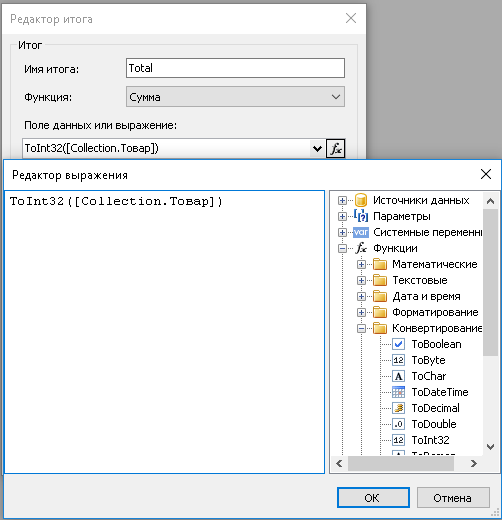 Редактор итога
Итог
Имя итога:
Total
Функция:
Сумма
Поле данных или выражение:
ToInt32([Collection.Товар])
Редактор выражения
ToInt32([Collection.Товар])
Источники данных
Параметры
Системные переменн
Функции
Математические
Текстовые
Дата и время
Форматирование
Конвертирование
ToBoolean
ToByte
ToChar
ToDateTime
ToDecimal
ToDouble
ToInt32
OK
Отмена